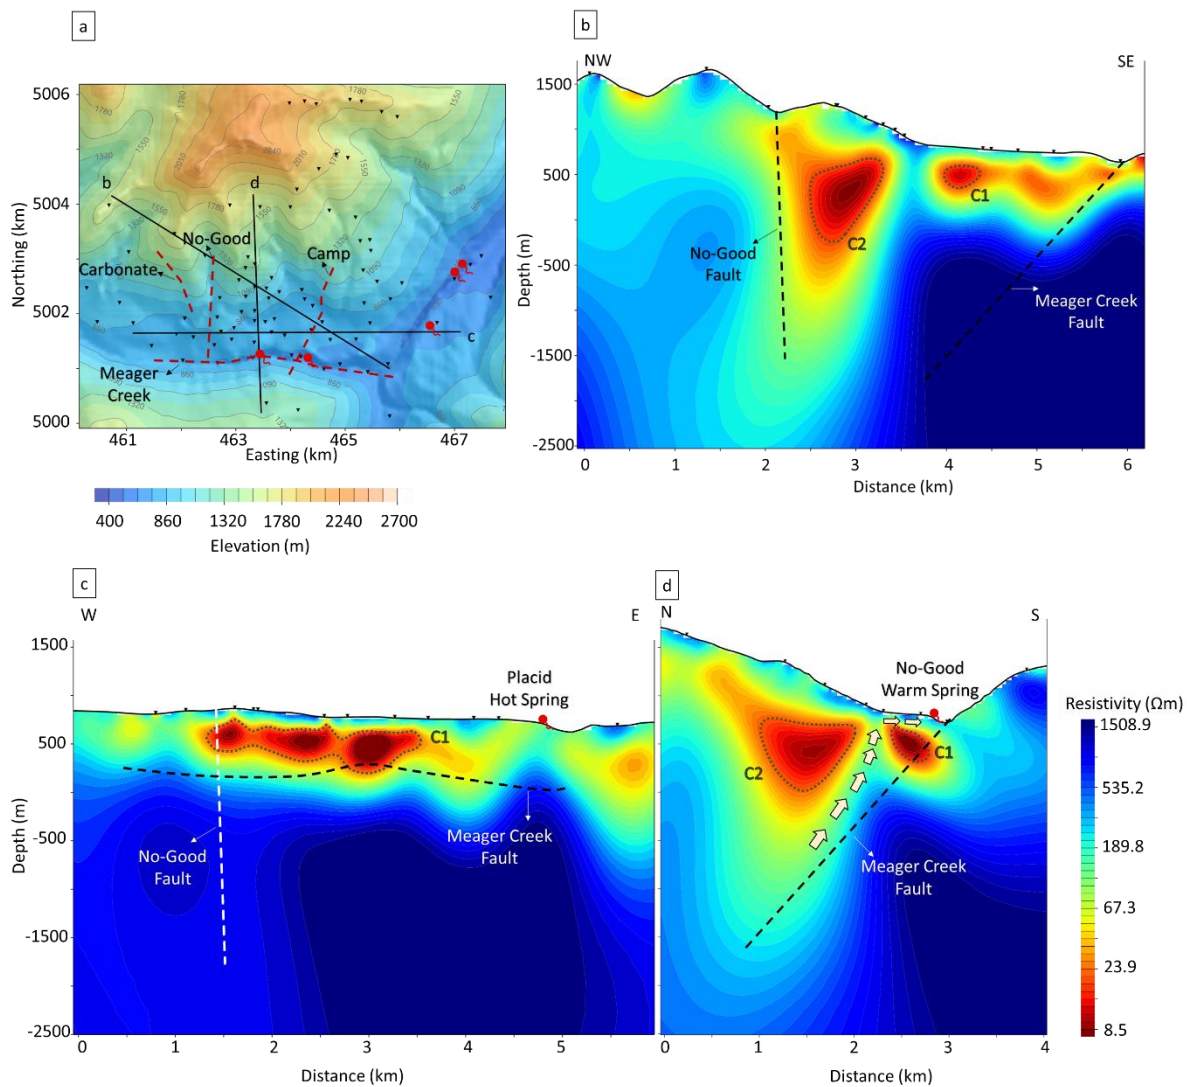 a
5006
5004
5002
5000
Northing (km)
b
d
No-Good
Camp
Carbonate
c
Meager
Creek
461
463
465
467
Easting (km)
400
860
1320
1780
2240
2700
Elevation (m)
b
NW
SE
1500
500
-500
-1500
-2500
Depth (m)
C1
C2
No-Good
Fault
Meager Creek
Fault
0
1
2
3
4
5
6
Distance (km)
c
W
E
1500
500
-500
-1500
-2500
Depth (m)
Placid
Hot Spring
C1
No-Good
Fault
Meager Creek
Fault
0
1
2
3
4
5
Distance (km)
d
N
S
No-Good
Warm Spring
C2
C1
Meager Creek
Fault
0
1
2
3
4
Distance (km)
Resistivity (Ωm)
1508.9
535.2
189.8
67.3
23.9
8.5